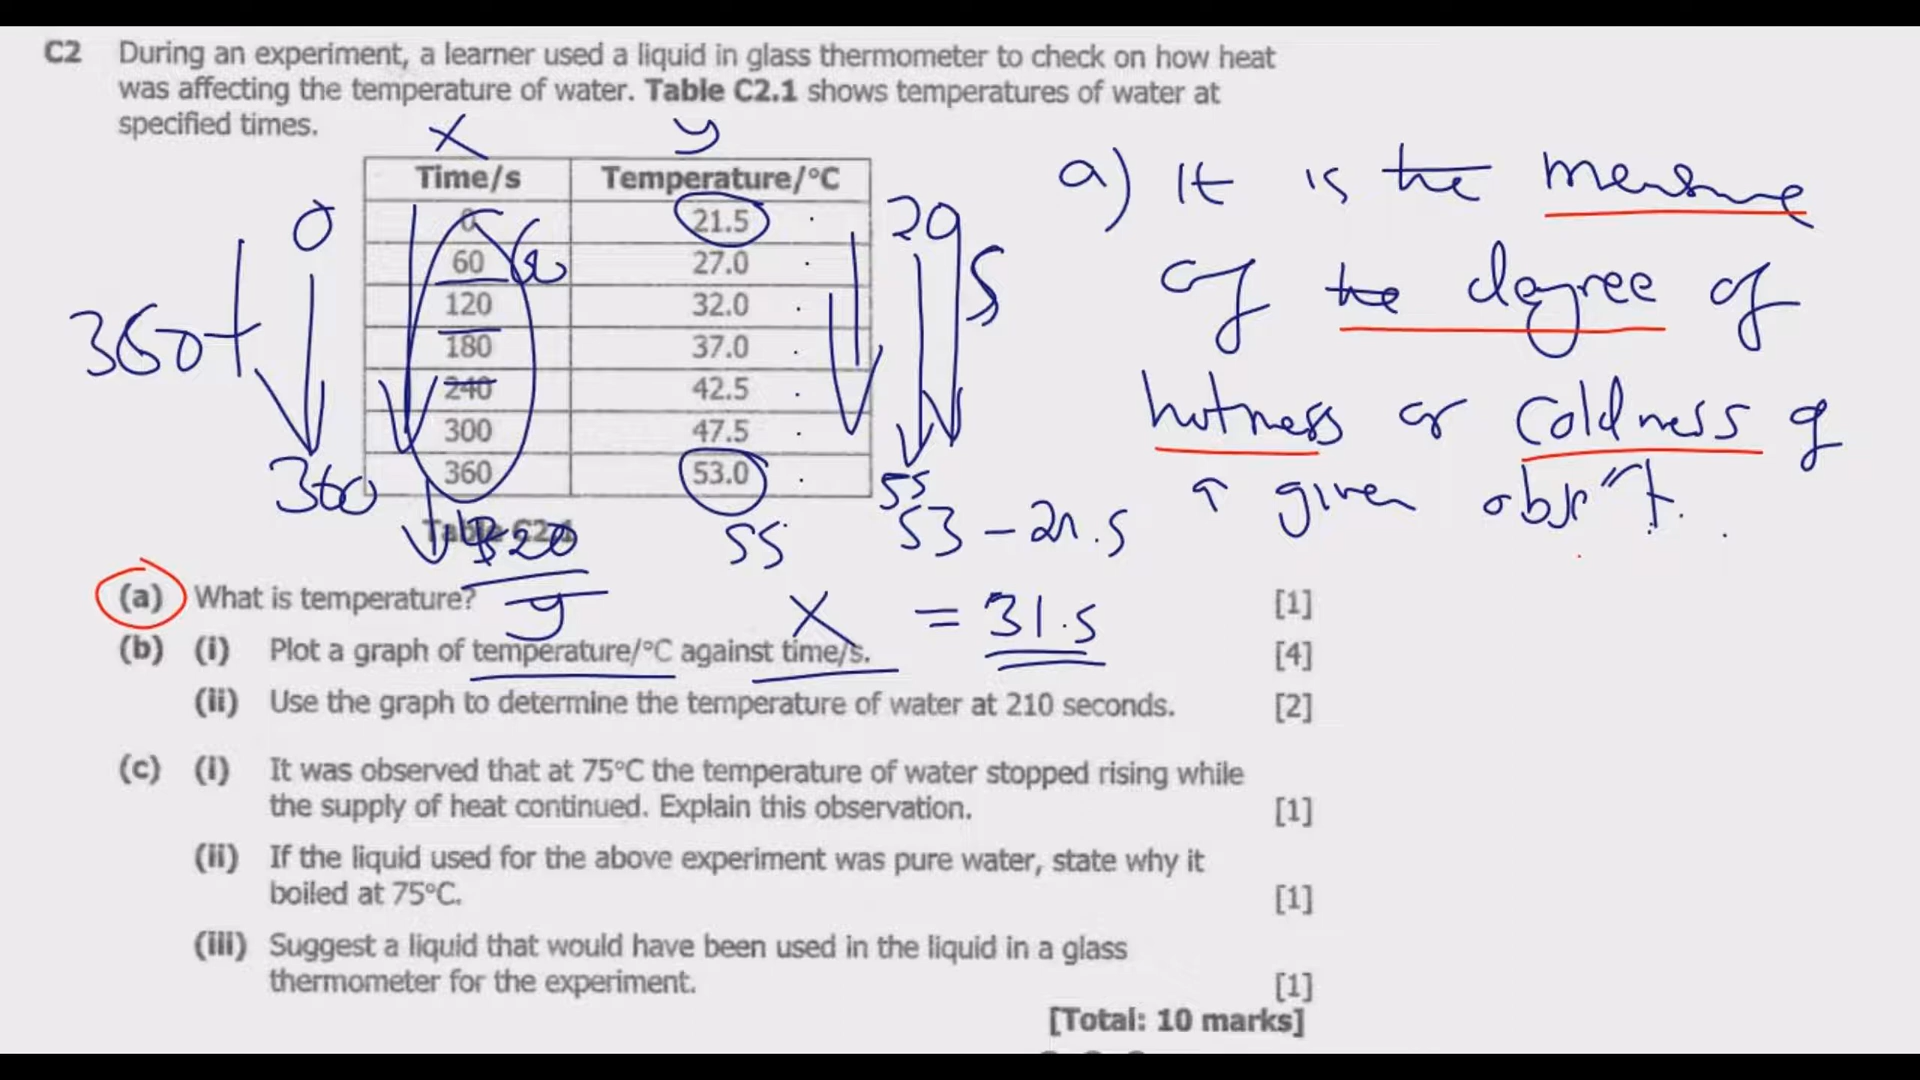 C2 During an experiment, a learner used a liquid in glass thermometer to check on how heat
was affecting the temperature of water. Table C2.1 shows temperatures of water at
specified times.
x y
Time/s Temperature/°C
0 21.5
60 27.0
120 32.0
180 37.0
240 42.5
300 47.5
360 53.0
Table C2.1
0
360
360
20
5
55
55
53 - 21.5
= 31.5
y x
a) It is the measure
of the degree of
hotness or coldness of
a given object.
(a) What is temperature? [1]
(b) (i) Plot a graph of temperature/°C against time/s. [4]
(ii) Use the graph to determine the temperature of water at 210 seconds. [2]
(c) (i) It was observed that at 75°C the temperature of water stopped rising while
the supply of heat continued. Explain this observation. [1]
(ii) If the liquid used for the above experiment was pure water, state why it
boiled at 75°C. [1]
(iii) Suggest a liquid that would have been used in the liquid in a glass
thermometer for the experiment. [1]
[Total: 10 marks]